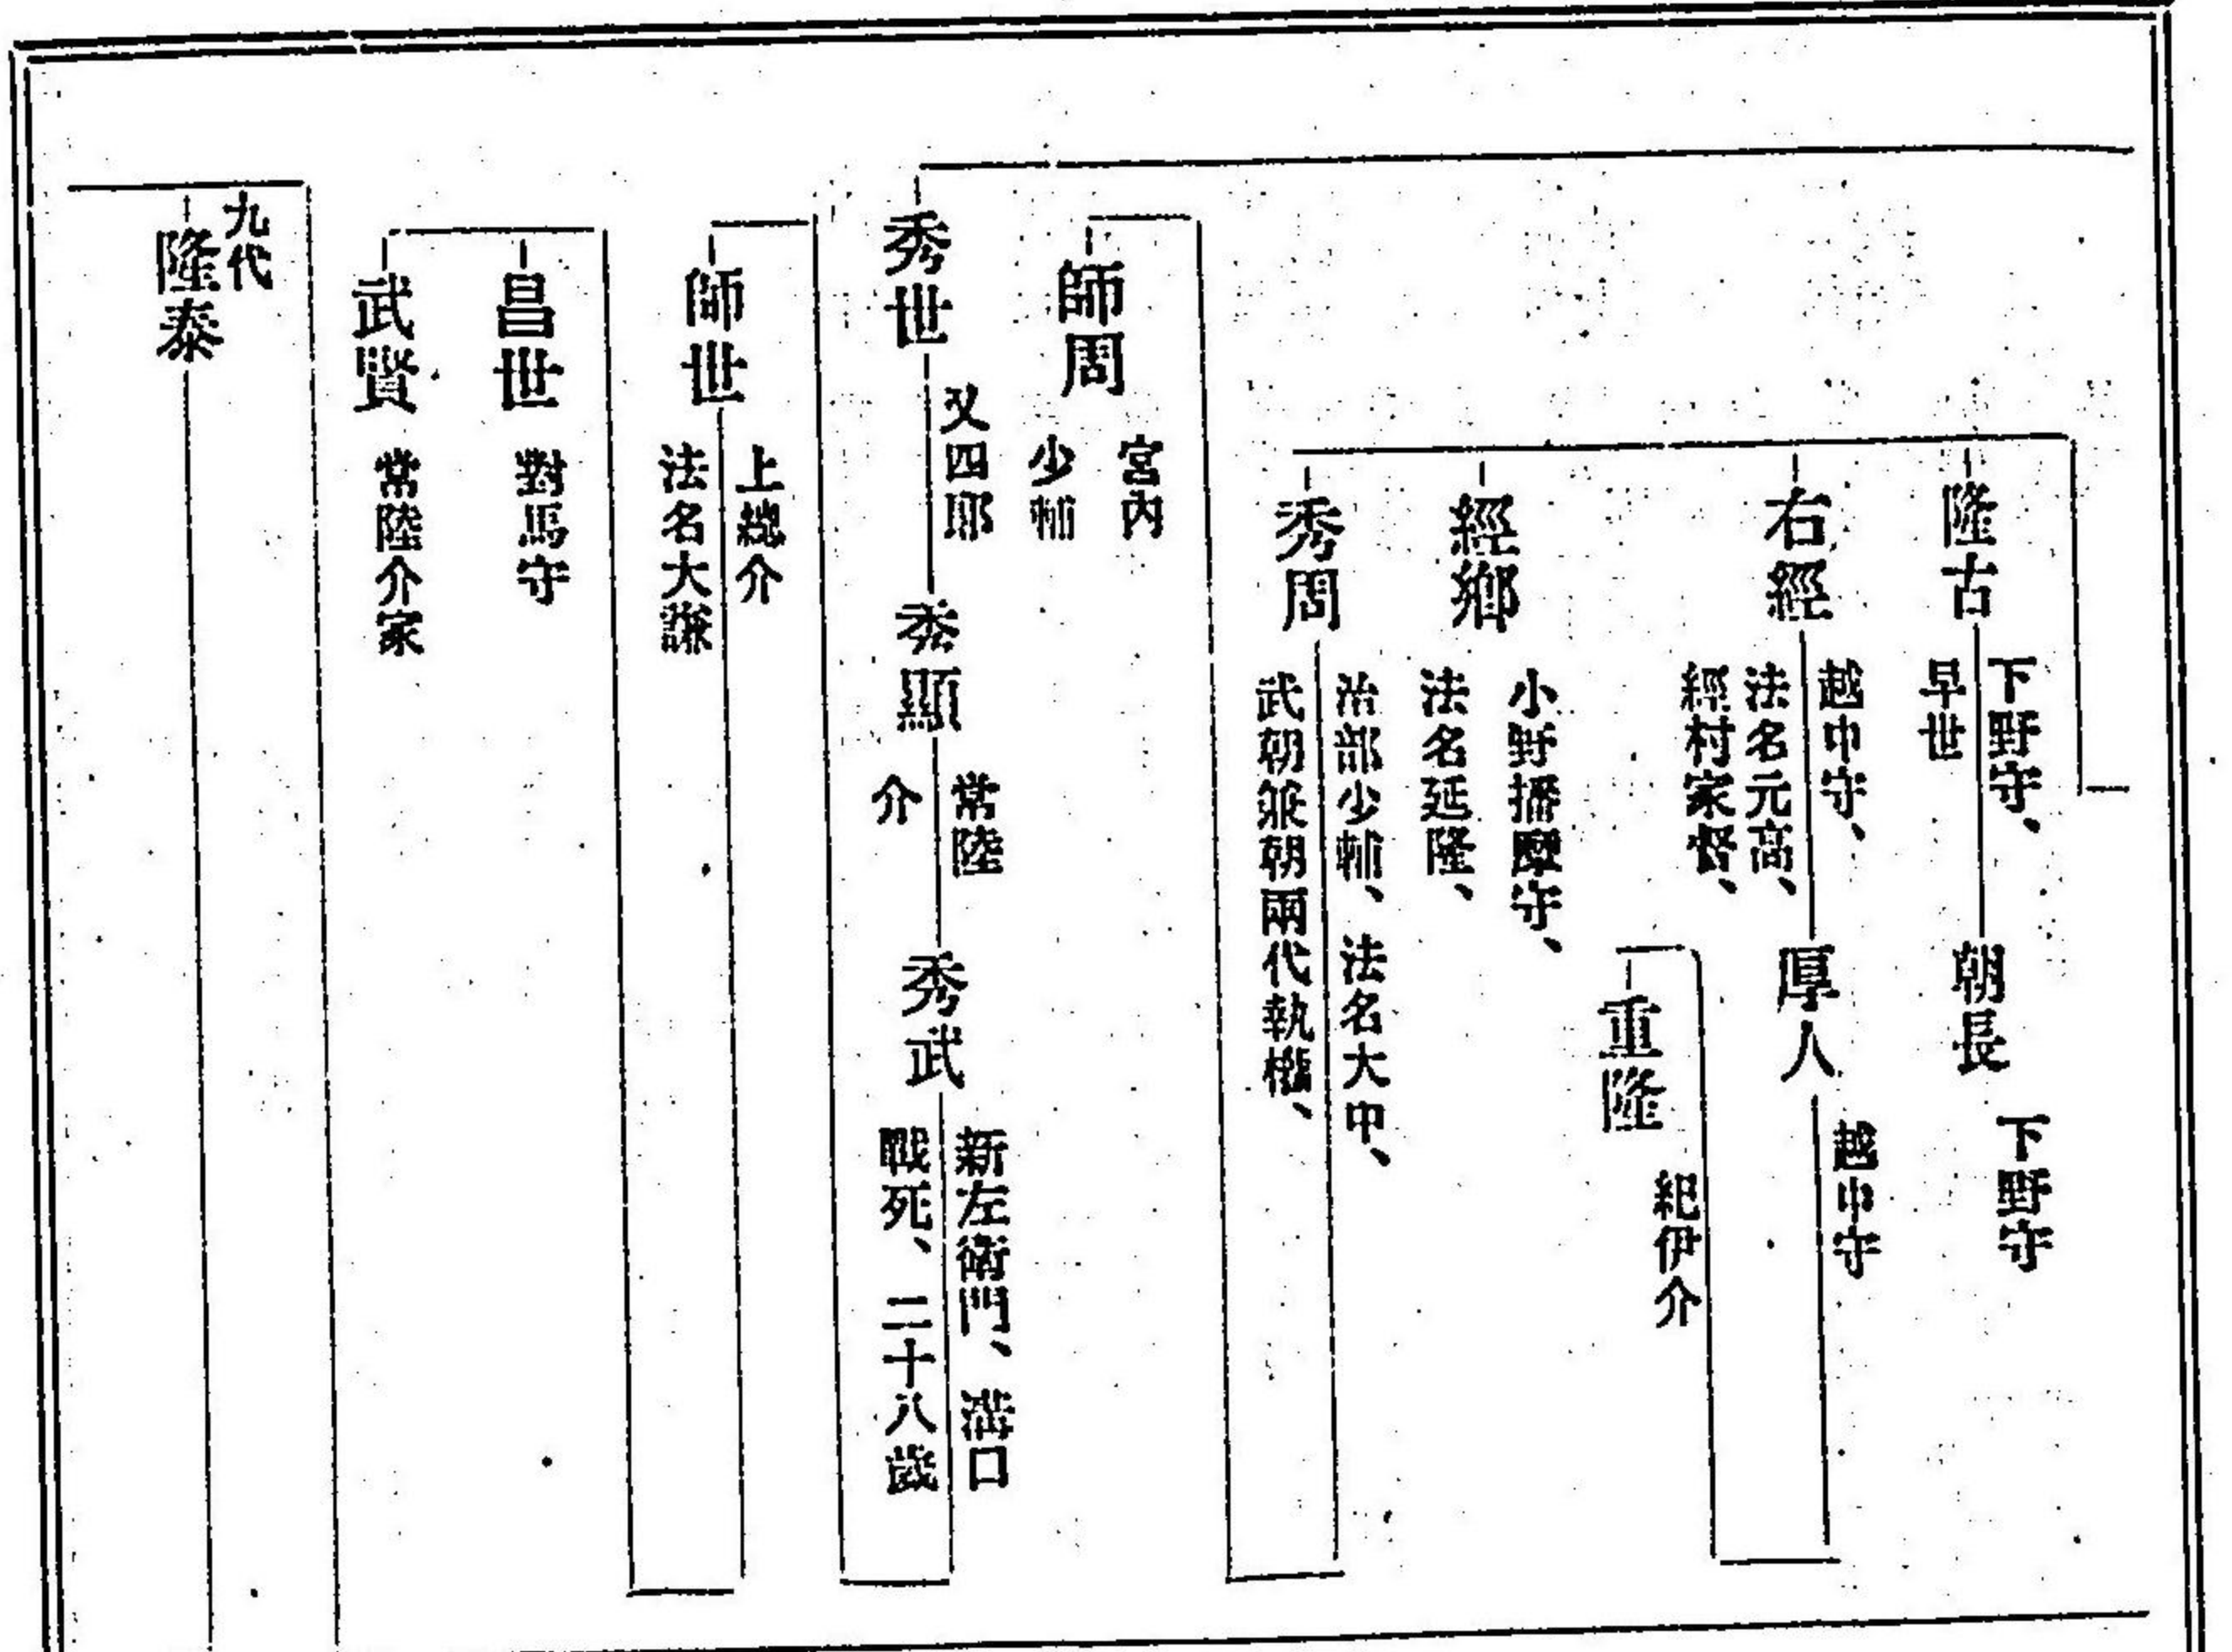 隆古
下野守、
早世
朝長
下野守
右經
越中守、
法名元高、
經村家督、
厚人
越中守
重隆
紀伊介
經鄉
小野播摩守、
法名延隆、
秀周
治部少輔、法名大中、
武朝兼朝兩代執權、
師周
宮內
少輔
秀世
又四郎
秀顯
常陸
介
秀武
新左衛門、溝口
戰死、二十八歲
師世
上總介
法名大謙
昌世
對馬守
武賢
常陸介家
九代
隆泰